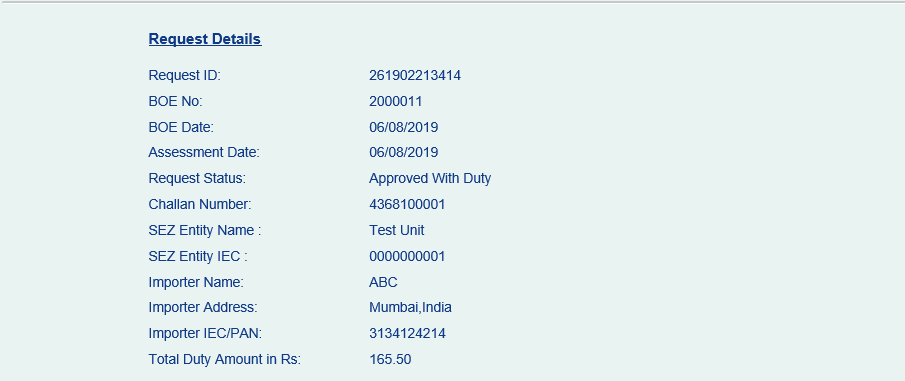 Request Details
Request ID: 261902213414
BOE No: 2000011
BOE Date: 06/08/2019
Assessment Date: 06/08/2019
Request Status: Approved With Duty
Challan Number: 4368100001
SEZ Entity Name : Test Unit
SEZ Entity IEC : 0000000001
Importer Name: ABC
Importer Address: Mumbai,India
Importer IEC/PAN: 3134124214
Total Duty Amount in Rs: 165.50